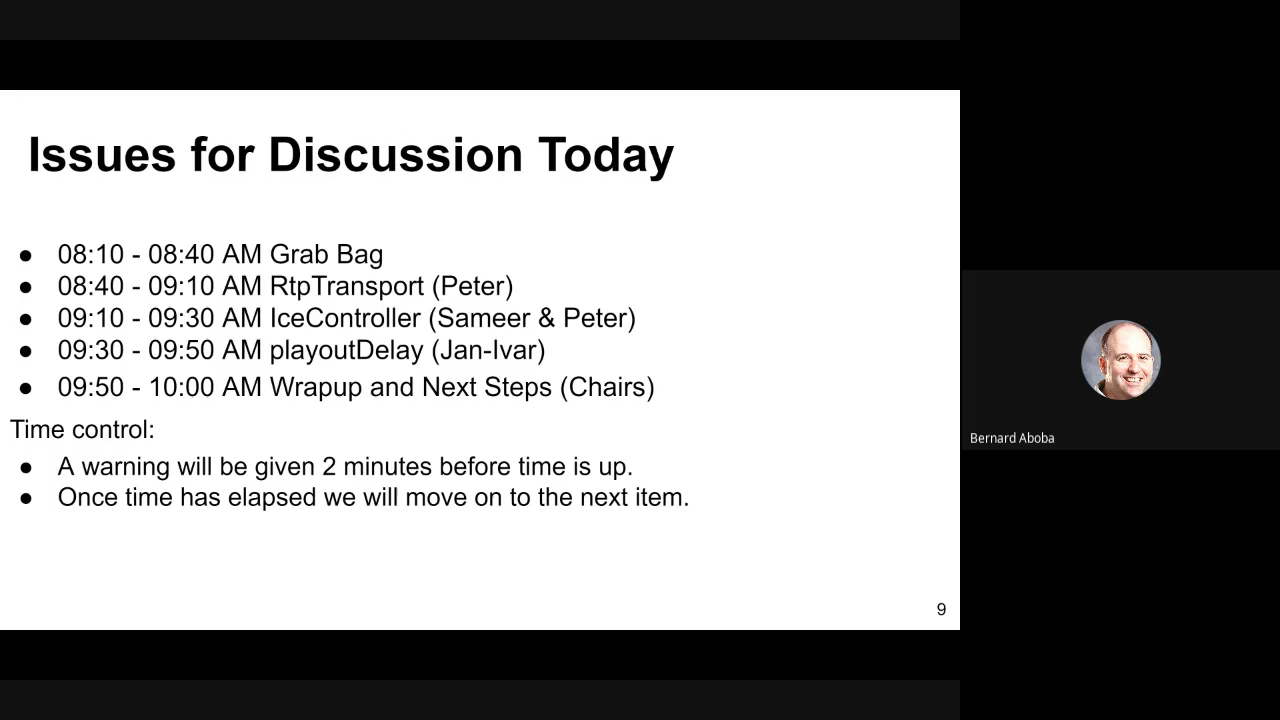 Issues for Discussion Today
● 08:10 - 08:40 AM Grab Bag
● 08:40 - 09:10 AM RtpTransport (Peter)
● 09:10 - 09:30 AM IceController (Sameer & Peter)
● 09:30 - 09:50 AM playoutDelay (Jan-Ivar)
● 09:50 - 10:00 AM Wrapup and Next Steps (Chairs)
Time control:
● A warning will be given 2 minutes before time is up.
● Once time has elapsed we will move on to the next item.
9
Bernard Aboba